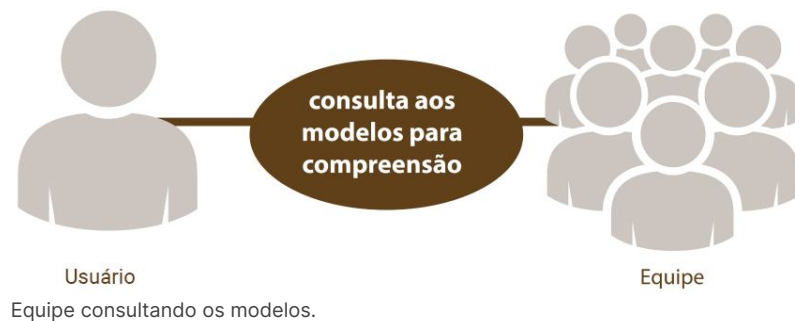 consulta aos
modelos para
compreensão
Usuário
Equipe
Equipe consultando os modelos.